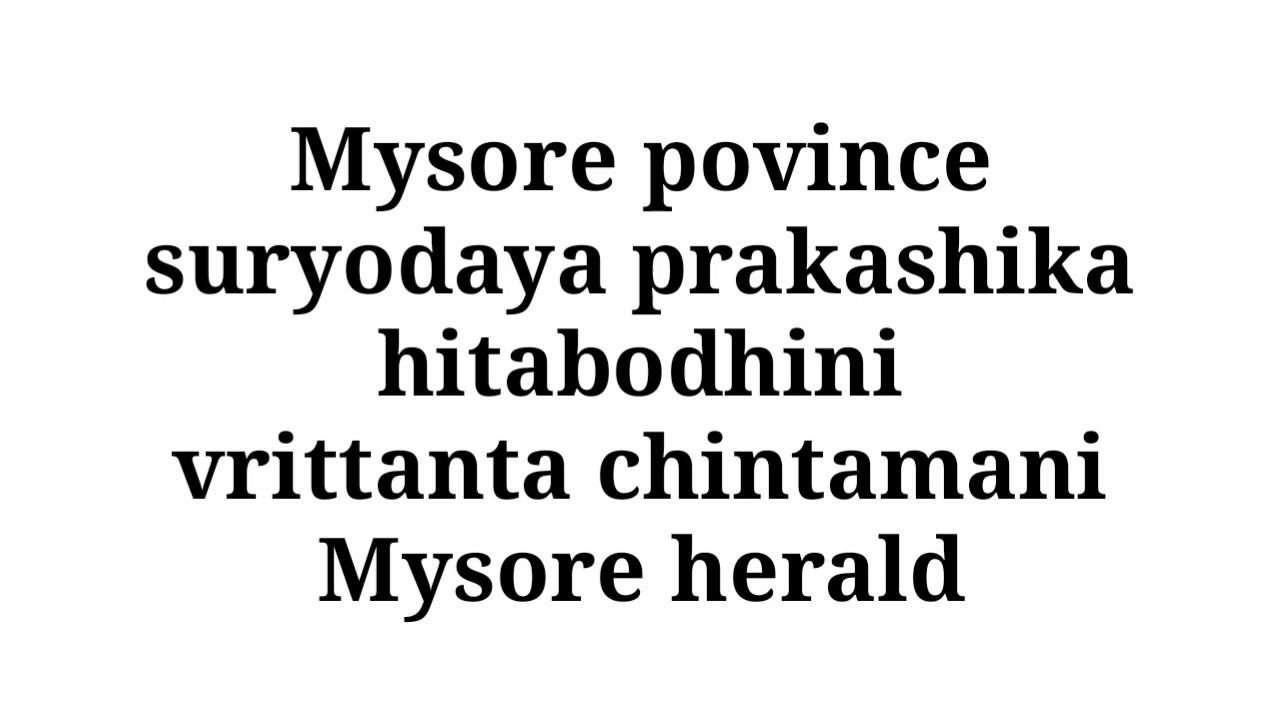 Mysore povince
suryodaya prakashika
hitabodhini
vrittanta chintamani
Mysore herald